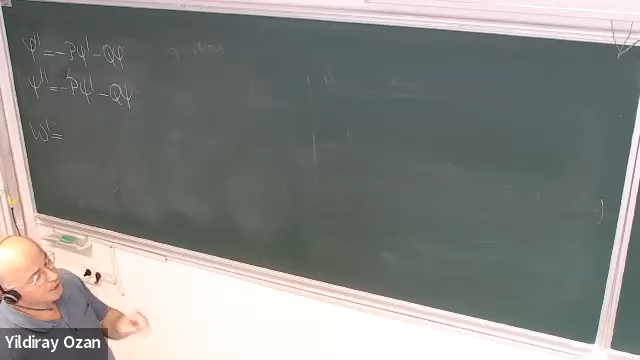 φ'' = -Pφ' - Qφ
ψ'' = -Pψ' - Qψ
W' =
Yildiray Ozan